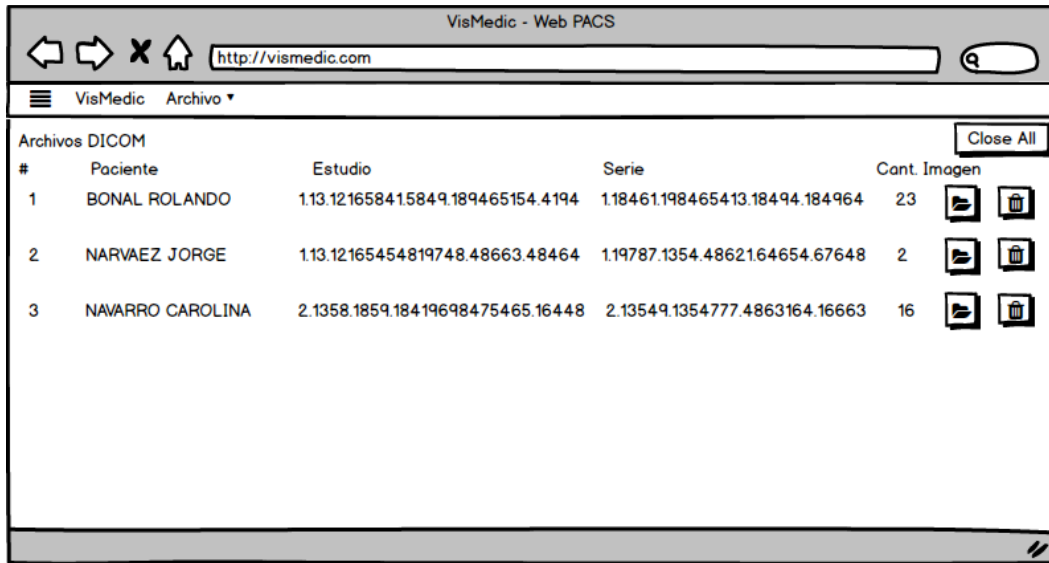 VisMedic - Web PACS
http://vismedic.com
VisMedic Archivo
Archivos DICOM Close All
# Paciente Estudio Serie Cant. Imagen
1 BONAL ROLANDO 1.13.12165841.5849.189465154.4194 1.18461.198465413.18494.184964 23
2 NARVAEZ JORGE 1.13.12165454819748.48663.48464 1.19787.1354.48621.64654.67648 2
3 NAVARRO CAROLINA 2.1358.1859.18419698475465.16448 2.13549.1354777.4863164.16663 16